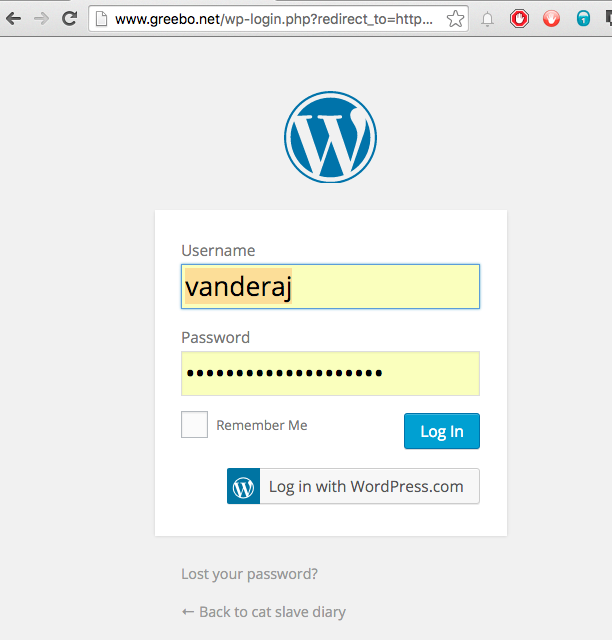 www.greebo.net/wp-login.php?redirect_to=http...
Username
vanderaj
Password
••••••••••••••••••••
Remember Me
Log In
Log in with WordPress.com
Lost your password?
← Back to cat slave diary